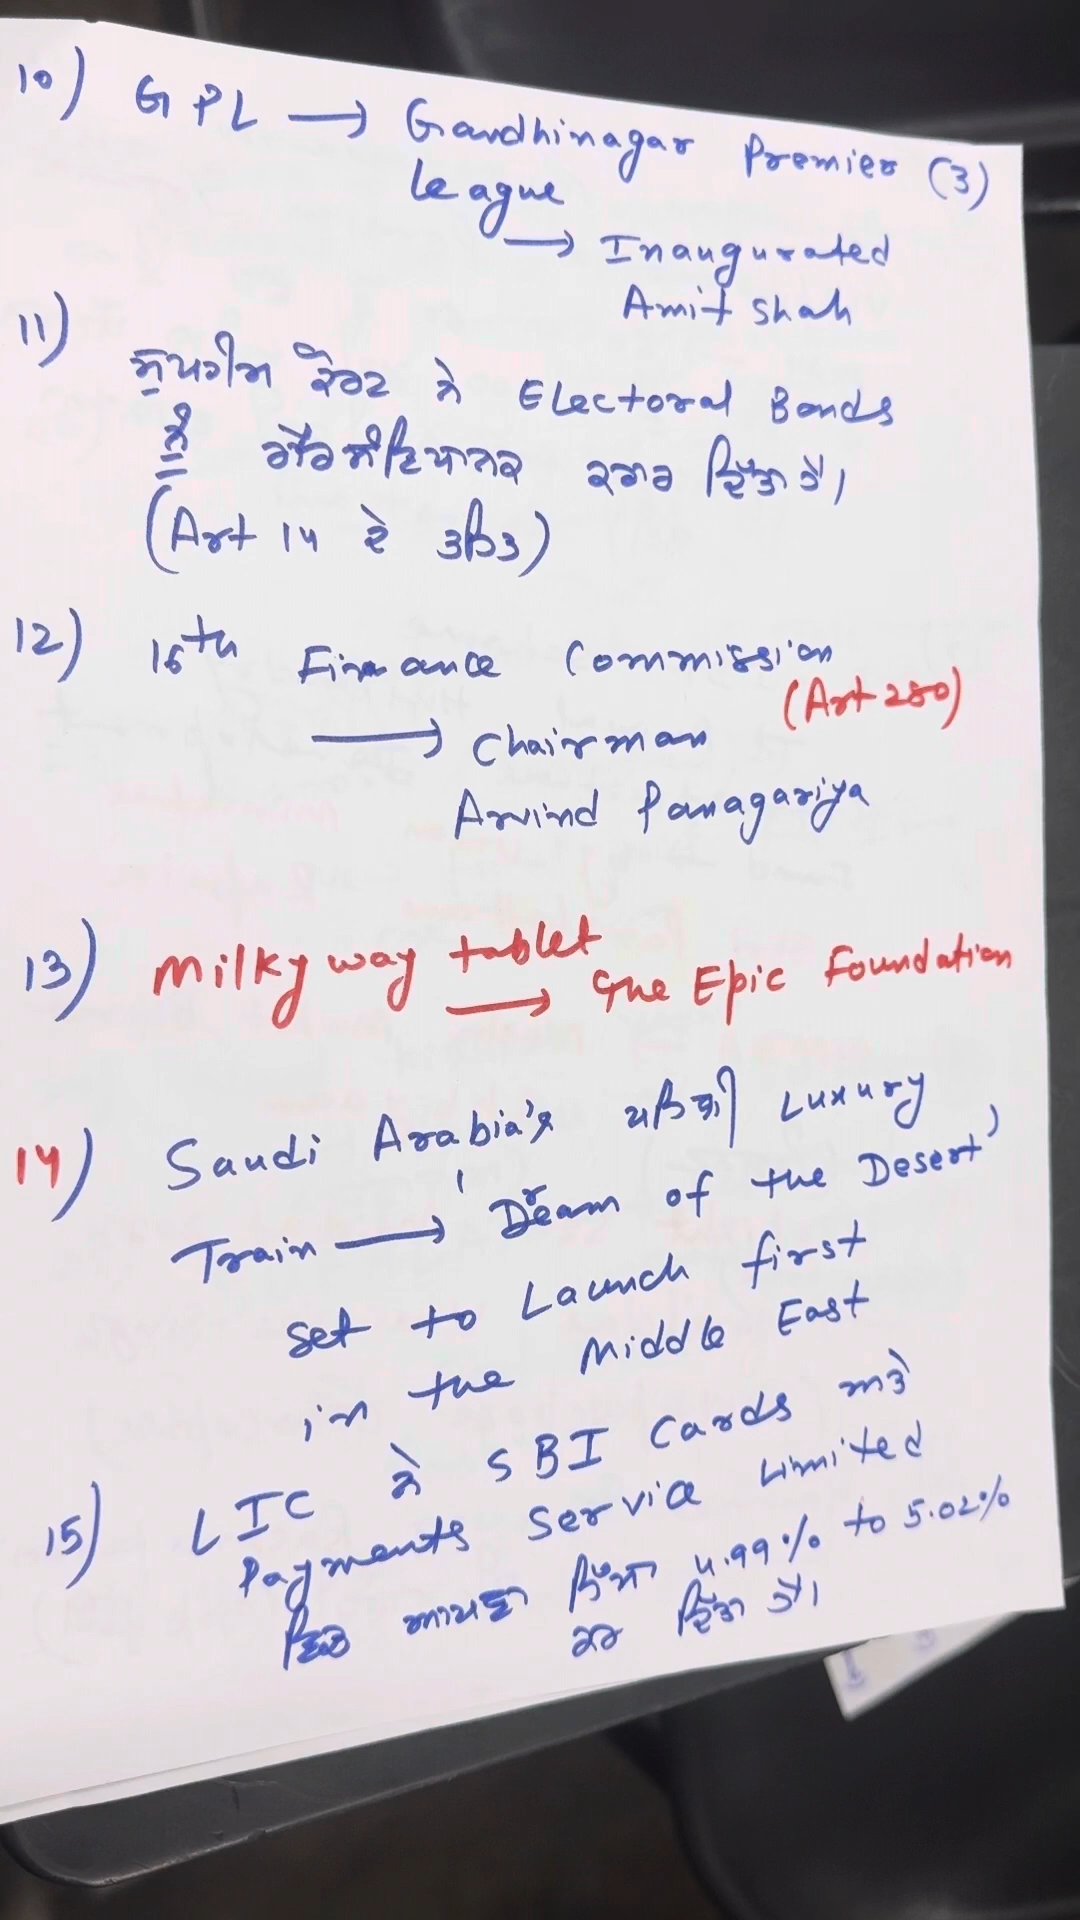 10) GPL → Gandhinagar Premier (3)
League
→ Inaugurated
Amit Shah
11)
ਸੁਪਰੀਮ ਕੋਰਟ ਨੇ Electoral Bonds
ਨੂੰ ਗੈਰਸੰਵਿਧਾਨਕ ਕਰਾਰ ਦਿੱਤਾ ਹੈ।
(Art 14 ਦੇ ਤਹਿਤ)
12) 16th Finance Commission
(Art 280)
→ Chairman
Arvind Panagariya
13) Milky way tablet
→ The Epic Foundation
14) Saudi Arabia's ਪਹਿਲੀ Luxury
Train → 'Dream of the Desert'
set to Launch first
in the Middle East
15) LIC ਨੇ SBI Cards ਅਤੇ
Payments Service Limited
ਵਿੱਚ ਆਪਣਾ ਹਿੱਸਾ 4.99% to 5.02%
ਕਰ ਦਿੱਤਾ ਹੈ।